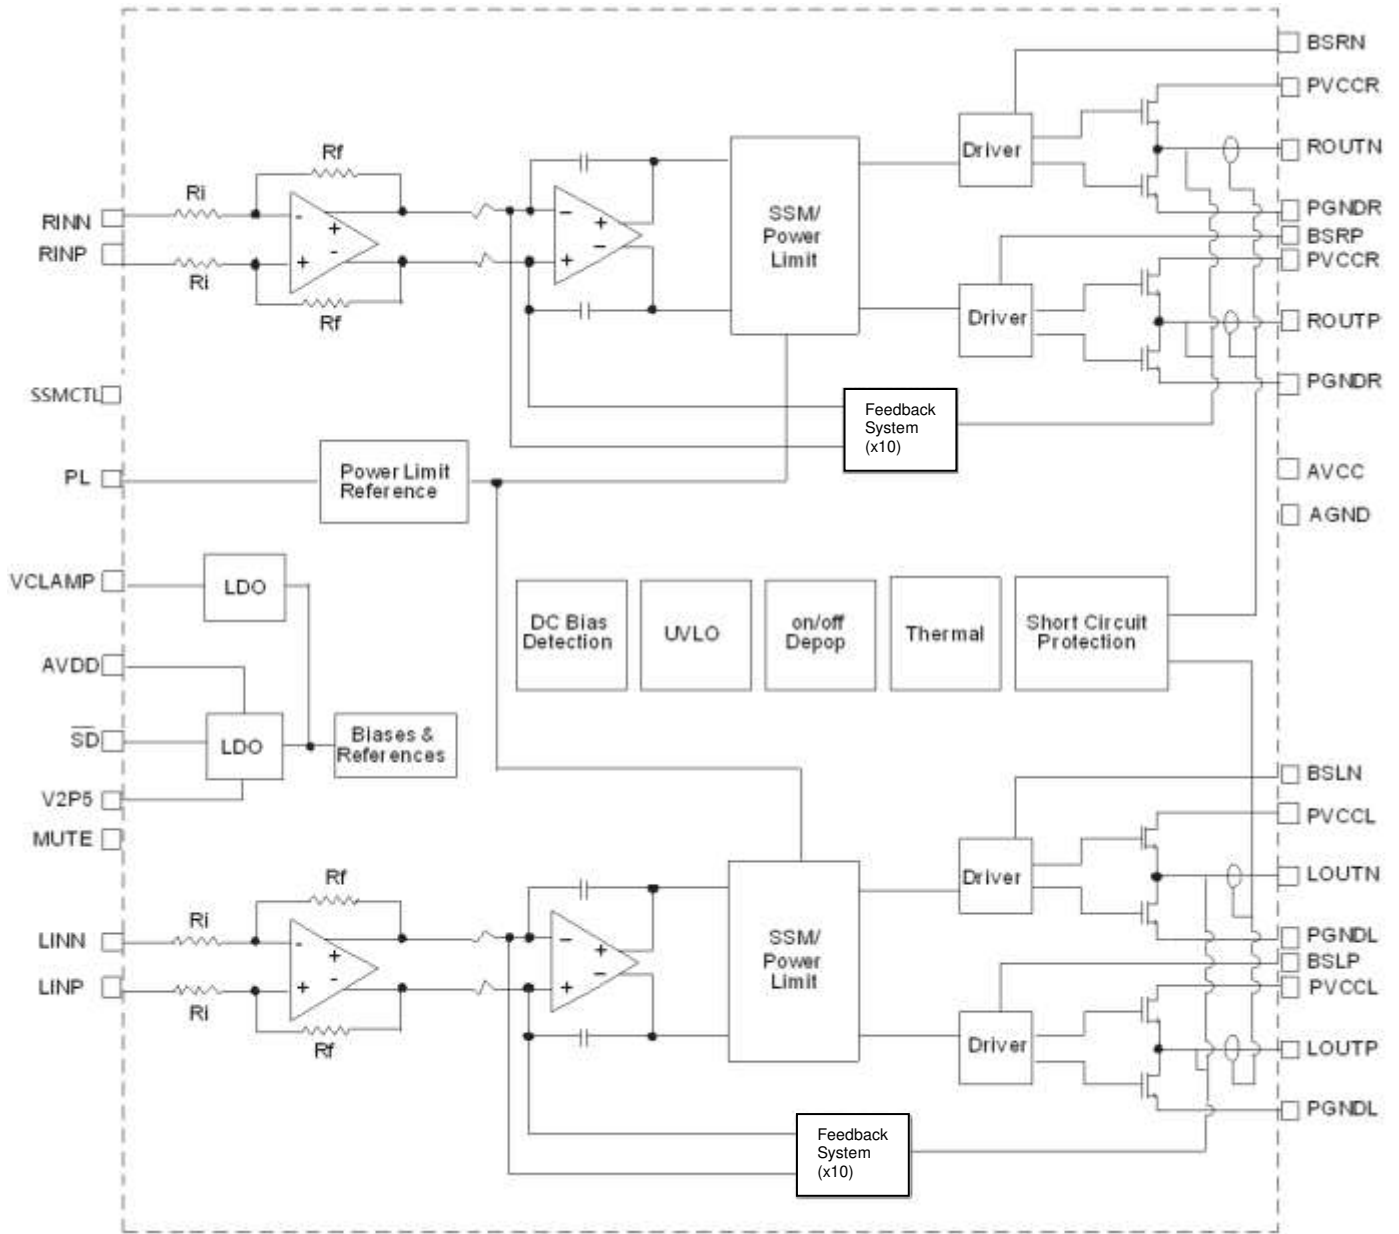 BSRN
PVCCR
Rf
Driver
ROUTN
Ri
SSM/
Power
Limit
RINN
-
+
-
+
-
+
-
+
RINP
PGNDR
BSRP
PVCCR
Ri
Rf
Driver
ROUTP
PGNDR
SSMCTL
Feedback
System
(x10)
PL
Power Limit
Reference
AVCC
AGND
VCLAMP
LDO
DC Bias
Detection
UVLO
on/off
Depop
Thermal
Short Circuit
Protection
AVDD
SD
LDO
Biases &
References
V2P5
MUTE
BSLN
PVCCL
Rf
Driver
LOUTN
Ri
SSM/
Power
Limit
LINN
-
+
-
+
-
+
-
+
LINP
PGNDL
BSLP
PVCCL
Ri
Rf
Driver
LOUTP
PGNDL
Feedback
System
(x10)